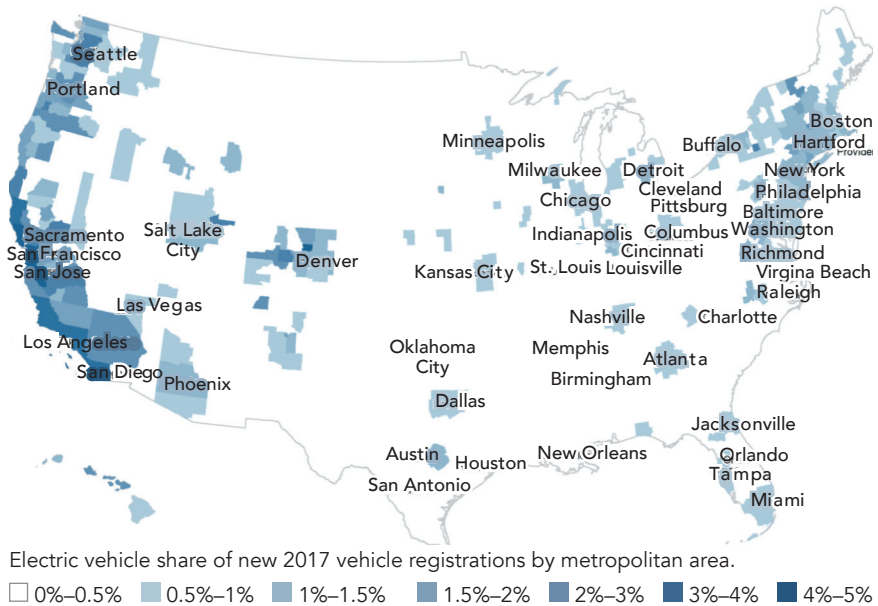 Seattle
Portland
Boston
Minneapolis
Buffalo
Hartford
Providen
Milwaukee
Detroit
New York
Cleveland
Philadelphia
Chicago
Pittsburg
Baltimore
Sacramento
Salt Lake
City
Indianapolis
Columbus
Washington
San Francisco
Denver
Cincinnati
Richmond
San Jose
Kansas City
St. Louis
Louisville
Virgina Beach
Las Vegas
Raleigh
Nashville
Charlotte
Los Angeles
Oklahoma
City
Memphis
Atlanta
San Diego
Phoenix
Birmingham
Dallas
Jacksonville
Austin
Houston
New Orleans
Orlando
San Antonio
Tampa
Miami
Electric vehicle share of new 2017 vehicle registrations by metropolitan area.
0%–0.5% 0.5%–1% 1%–1.5% 1.5%–2% 2%–3% 3%–4% 4%–5%